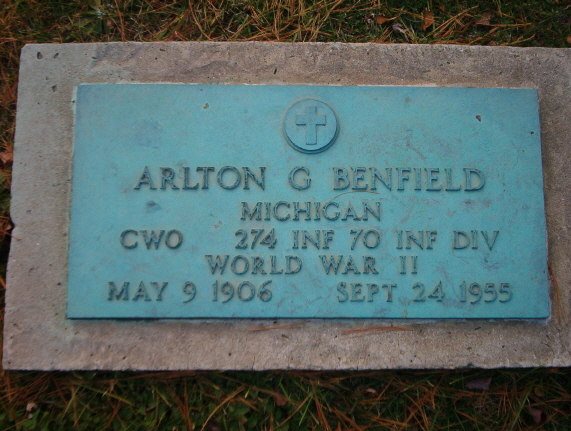 ARLTON G BENFIELD
MICHIGAN
CWO 274 INF 70 INF DIV
WORLD WAR II
MAY 9 1906 SEPT 24 1955